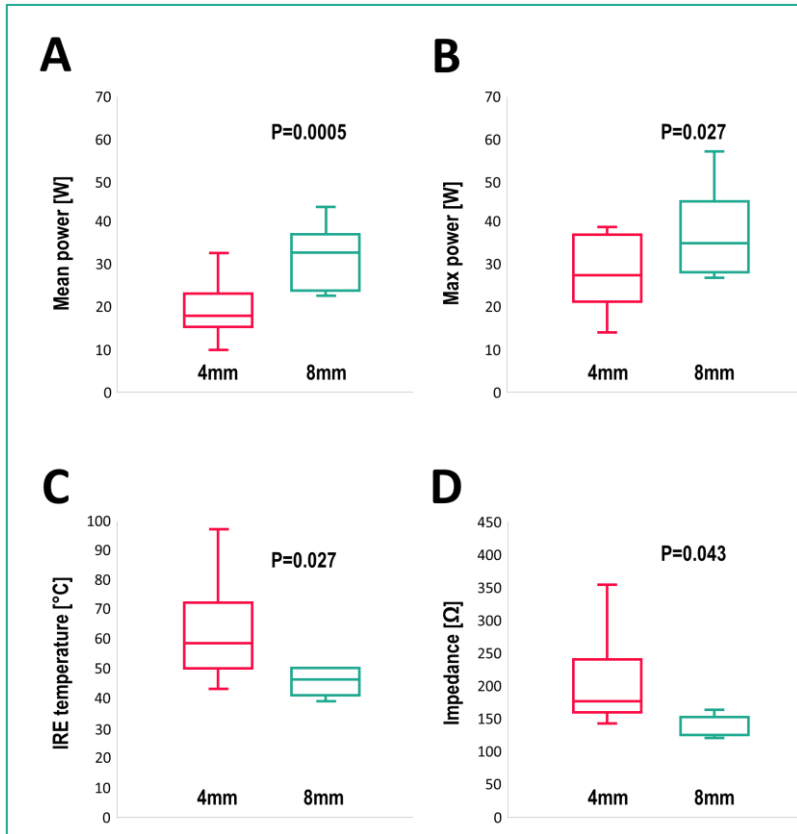 A
Mean power [W]
70
60
50
40
30
20
10
0
P=0.0005
4mm
8mm
B
Max power [W]
70
60
50
40
30
20
10
0
P=0.027
4mm
8mm
C
IRE temperature [°C]
100
90
80
70
60
50
40
30
20
10
0
P=0.027
4mm
8mm
D
Impedance [Ω]
450
400
350
300
250
200
150
100
50
0
P=0.043
4mm
8mm